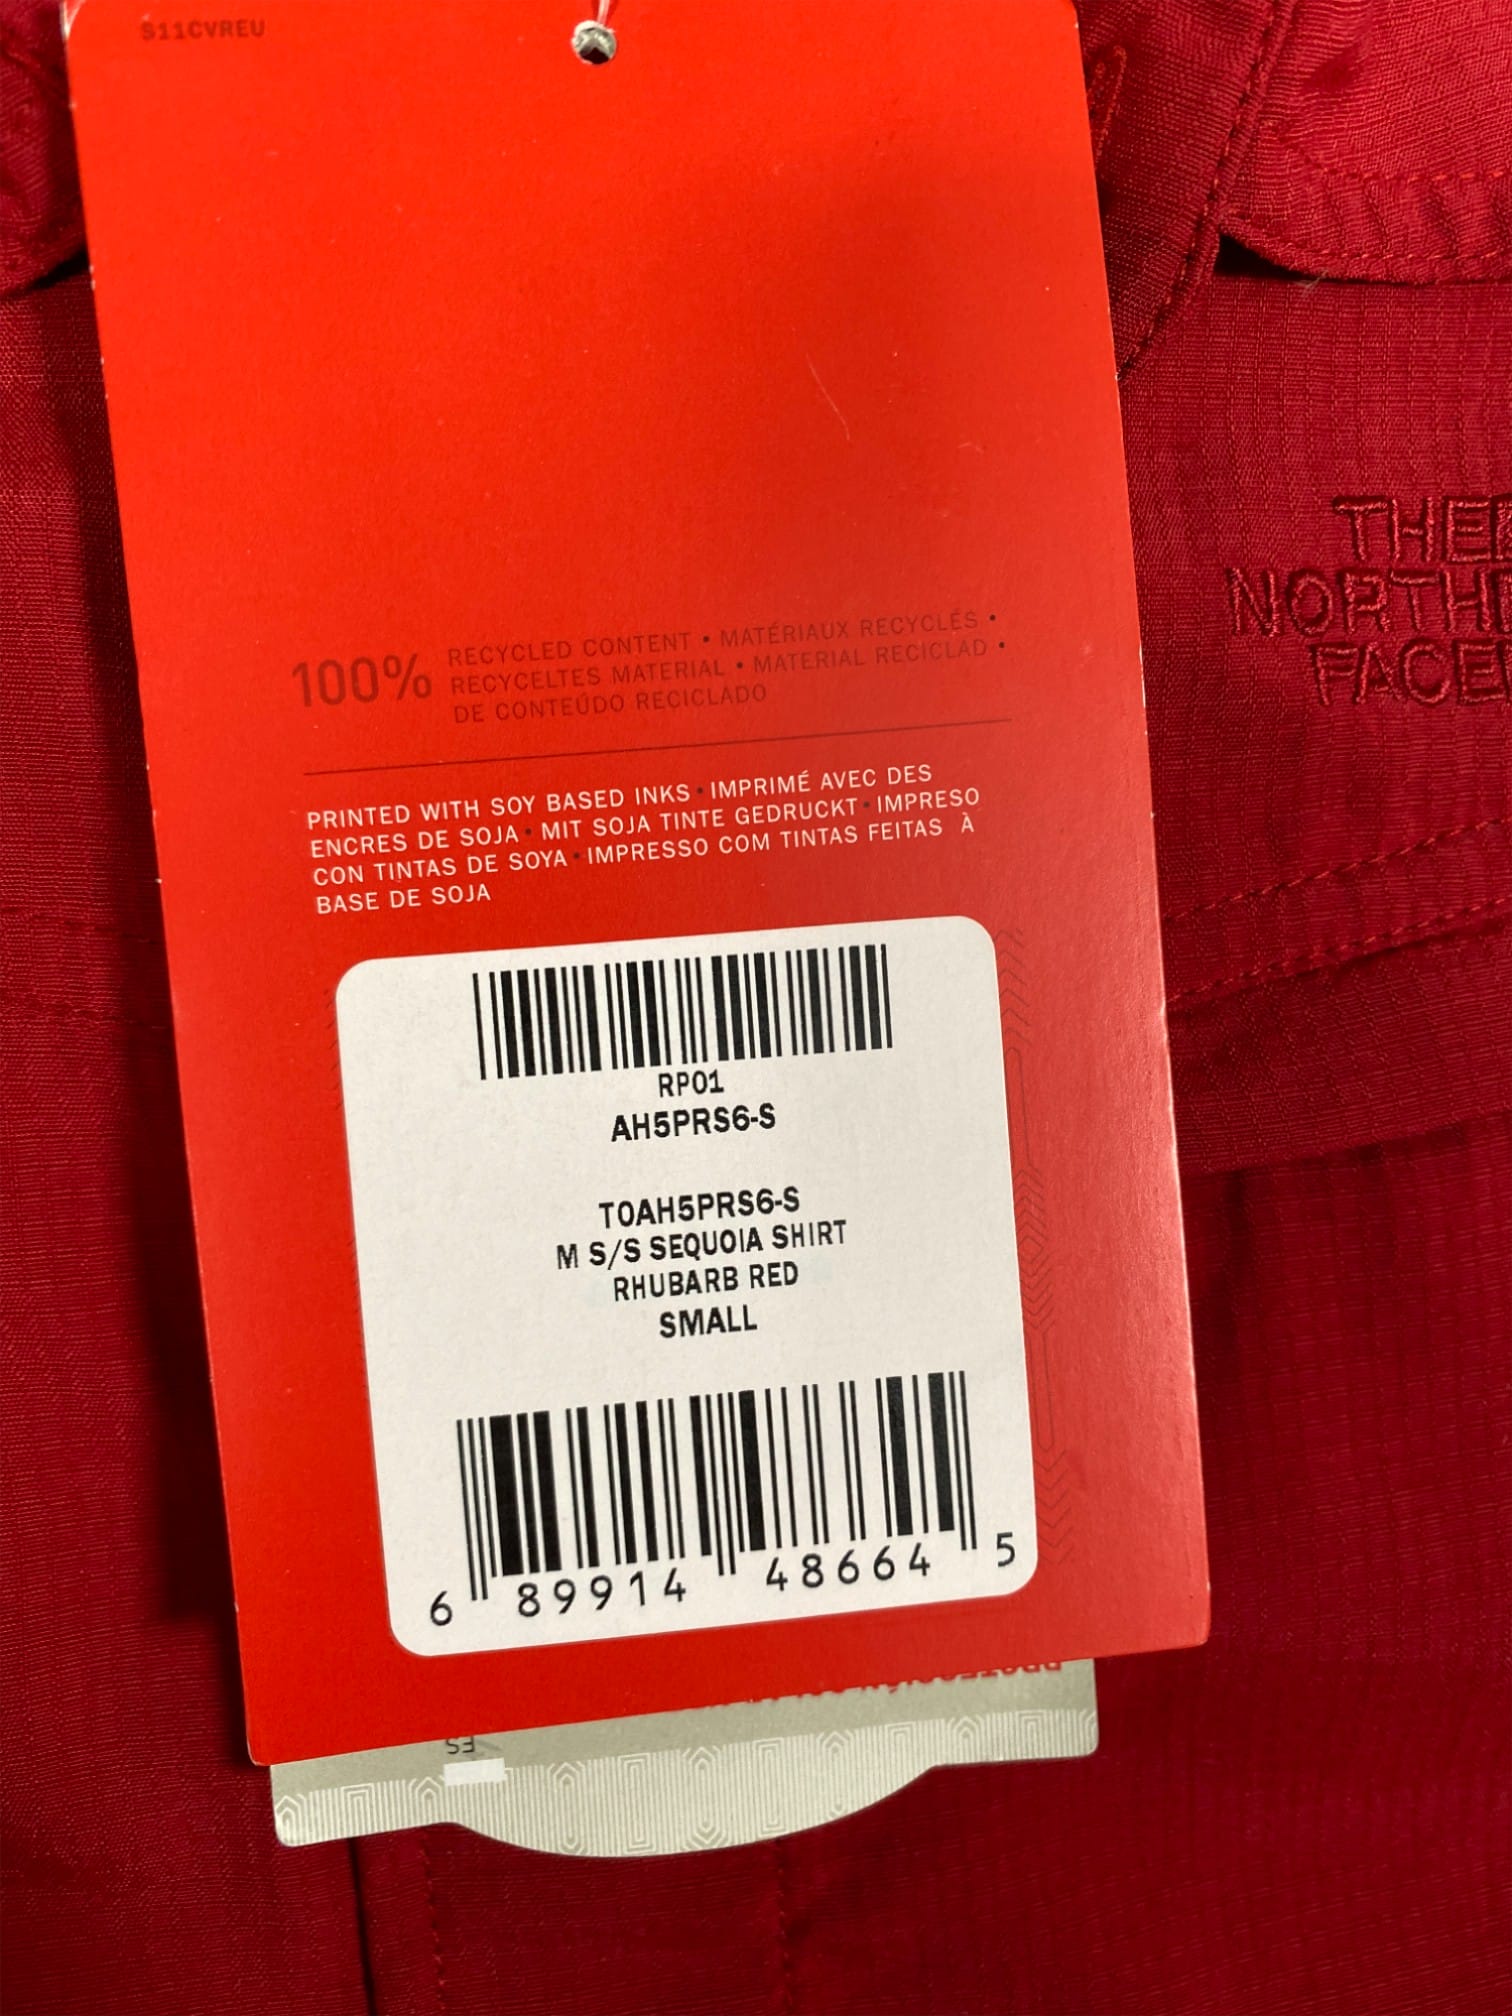 S11CVREU
THE
NORTH
FACE
100%
RECYCLED CONTENT • MATÉRIAUX RECYCLÉS •
RECYCELTES MATERIAL • MATERIAL RECICLAD •
DE CONTEÚDO RECICLADO
PRINTED WITH SOY BASED INKS • IMPRIMÉ AVEC DES
ENCRES DE SOJA • MIT SOJA TINTE GEDRUCKT • IMPRESO
CON TINTAS DE SOYA • IMPRESSO COM TINTAS FEITAS À
BASE DE SOJA
RP01
AH5PRS6-S
T0AH5PRS6-S
M S/S SEQUOIA SHIRT
RHUBARB RED
SMALL
6 89914 48664 5
ES